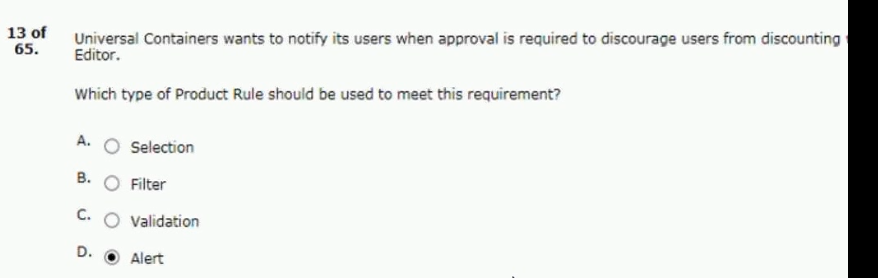 13 of
65.
Universal Containers wants to notify its users when approval is required to discourage users from discounting
Editor.
Which type of Product Rule should be used to meet this requirement?
A. Selection
B. Filter
C. Validation
D. Alert